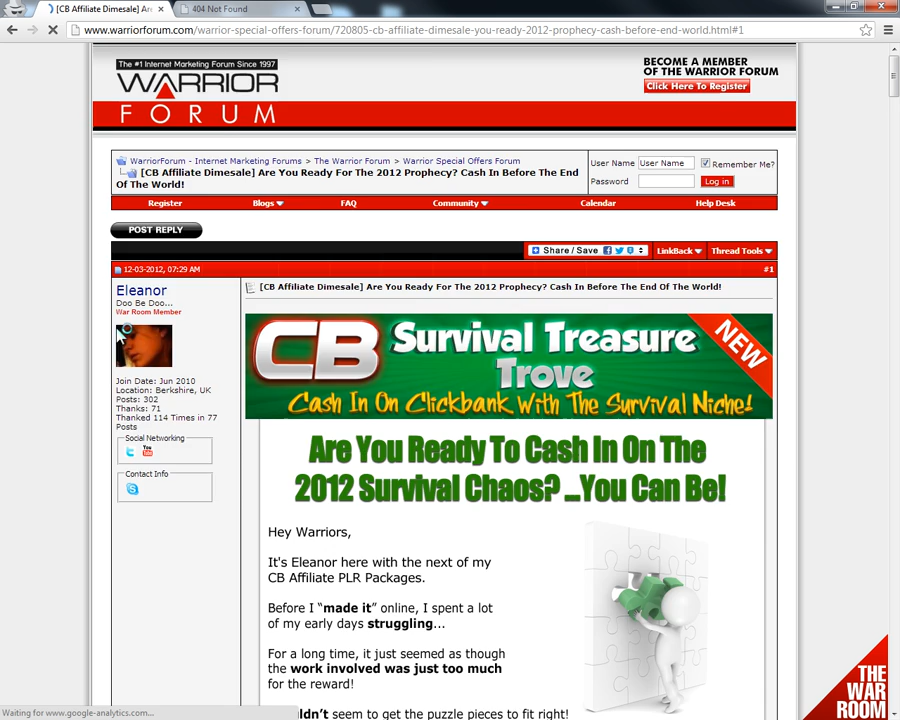 [CB Affiliate Dimesale] Ar
404 Not Found
www.warriorforum.com/warrior-special-offers-forum/720805-cb-affiliate-dimesale-you-ready-2012-prophecy-cash-before-end-world.html#1
The #1 Internet Marketing Forum Since 1997
WARRIOR
FORUM
BECOME A MEMBER
OF THE WARRIOR FORUM
Click Here To Register
WarriorForum - Internet Marketing Forums > The Warrior Forum > Warrior Special Offers Forum
[CB Affiliate Dimesale] Are You Ready For The 2012 Prophecy? Cash In Before The End
Of The World!
User Name User Name Remember Me?
Password Log in
Register Blogs FAQ Community Calendar Help Desk
POST REPLY
Share / Save LinkBack Thread Tools
12-03-2012, 07:29 AM #1
Eleanor
Doo Be Doo...
War Room Member
Join Date: Jun 2010
Location: Berkshire, UK
Posts: 302
Thanks: 71
Thanked 114 Times in 77
Posts
Social Networking
You
Tube
Contact Info
[CB Affiliate Dimesale] Are You Ready For The 2012 Prophecy? Cash In Before The End Of The World!
CB Survival Treasure
Trove
NEW
Cash In On Clickbank With The Survival Niche!
Are You Ready To Cash In On The
2012 Survival Chaos? ...You Can Be!
Hey Warriors,
It's Eleanor here with the next of my
CB Affiliate PLR Packages.
Before I “made it” online, I spent a lot
of my early days struggling...
For a long time, it just seemed as though
the work involved was just too much
for the reward!
ldn't seem to get the puzzle pieces to fit right!
THE
WAR
ROOM
Waiting for www.google-analytics.com...